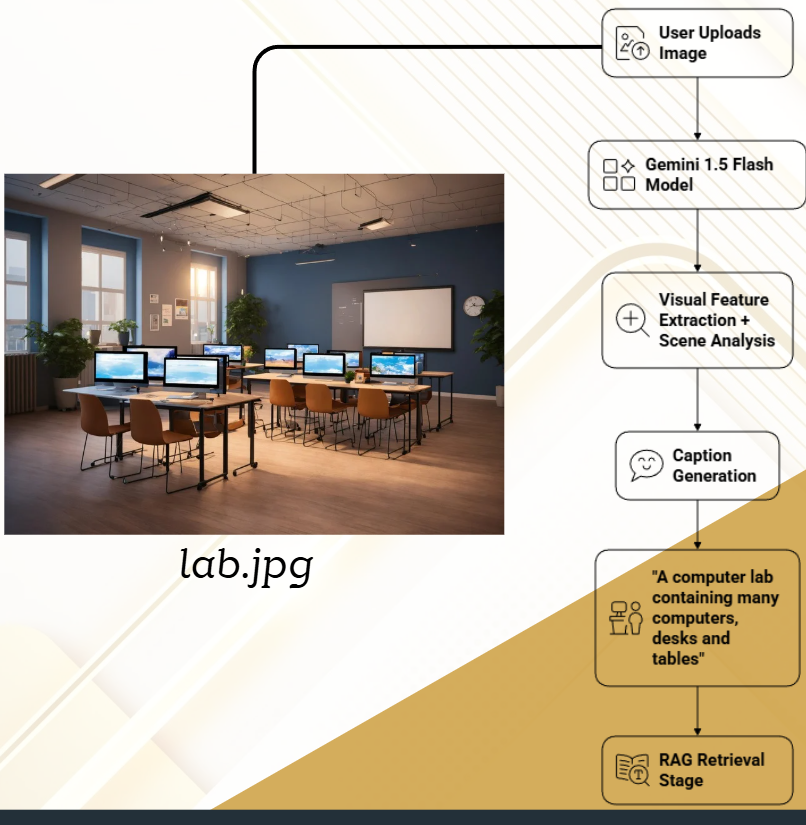 User Uploads
Image
Gemini 1.5 Flash
Model
Visual Feature
Extraction +
Scene Analysis
lab.jpg
Caption
Generation
"A computer lab
containing many
computers,
desks and
tables"
RAG Retrieval
Stage